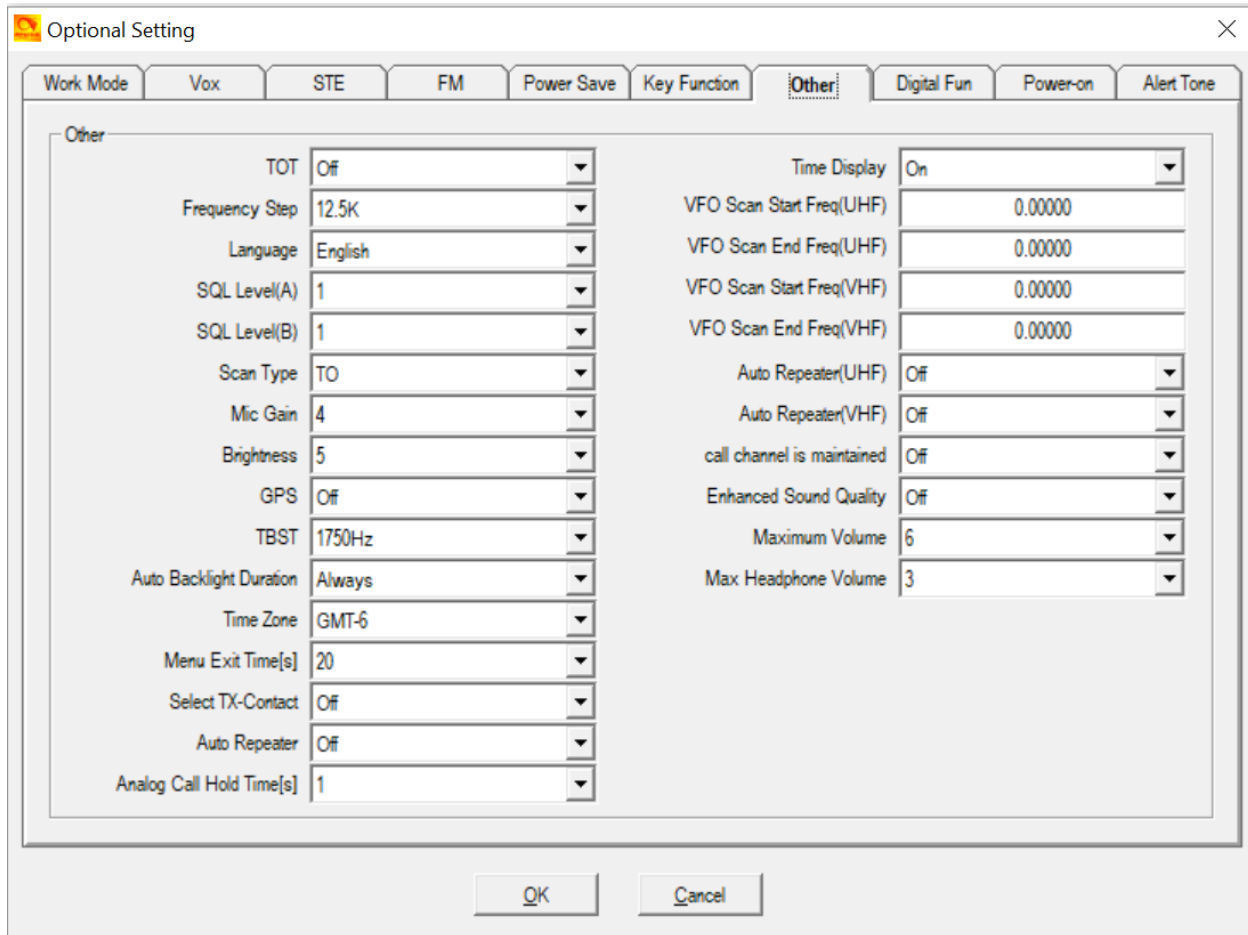 Optional Setting
Work Mode Vox STE FM Power Save Key Function Other Digital Fun Power-on Alert Tone
Other
TOT Off
Frequency Step 12.5K
Language English
SQL Level(A) 1
SQL Level(B) 1
Scan Type TO
Mic Gain 4
Brightness 5
GPS Off
TBST 1750Hz
Auto Backlight Duration Always
Time Zone GMT-6
Menu Exit Time[s] 20
Select TX-Contact Off
Auto Repeater Off
Analog Call Hold Time[s] 1
Time Display On
VFO Scan Start Freq(UHF) 0.00000
VFO Scan End Freq(UHF) 0.00000
VFO Scan Start Freq(VHF) 0.00000
VFO Scan End Freq(VHF) 0.00000
Auto Repeater(UHF) Off
Auto Repeater(VHF) Off
call channel is maintained Off
Enhanced Sound Quality Off
Maximum Volume 6
Max Headphone Volume 3
OK Cancel